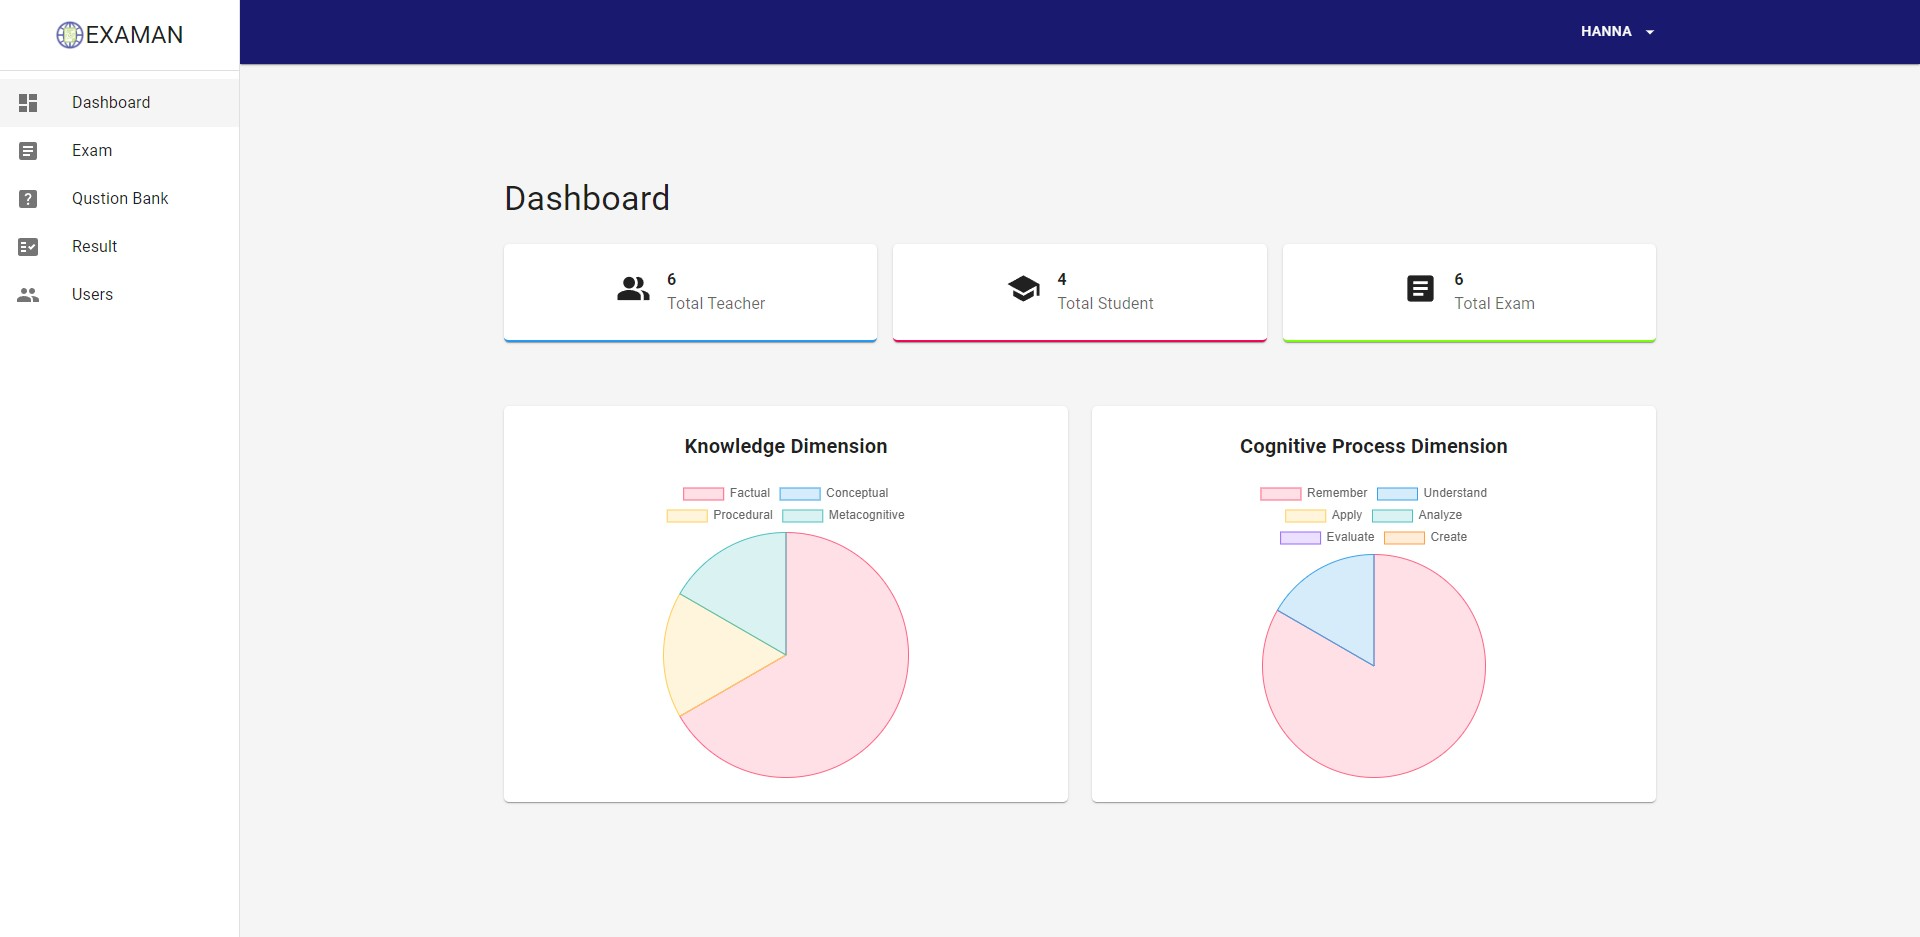 EXAMAN
HANNA
Dashboard
Exam
Qustion Bank
Result
Users
Dashboard
6
Total Teacher
4
Total Student
6
Total Exam
Knowledge Dimension
Factual Conceptual
Procedural Metacognitive
Cognitive Process Dimension
Remember Understand
Apply Analyze
Evaluate Create